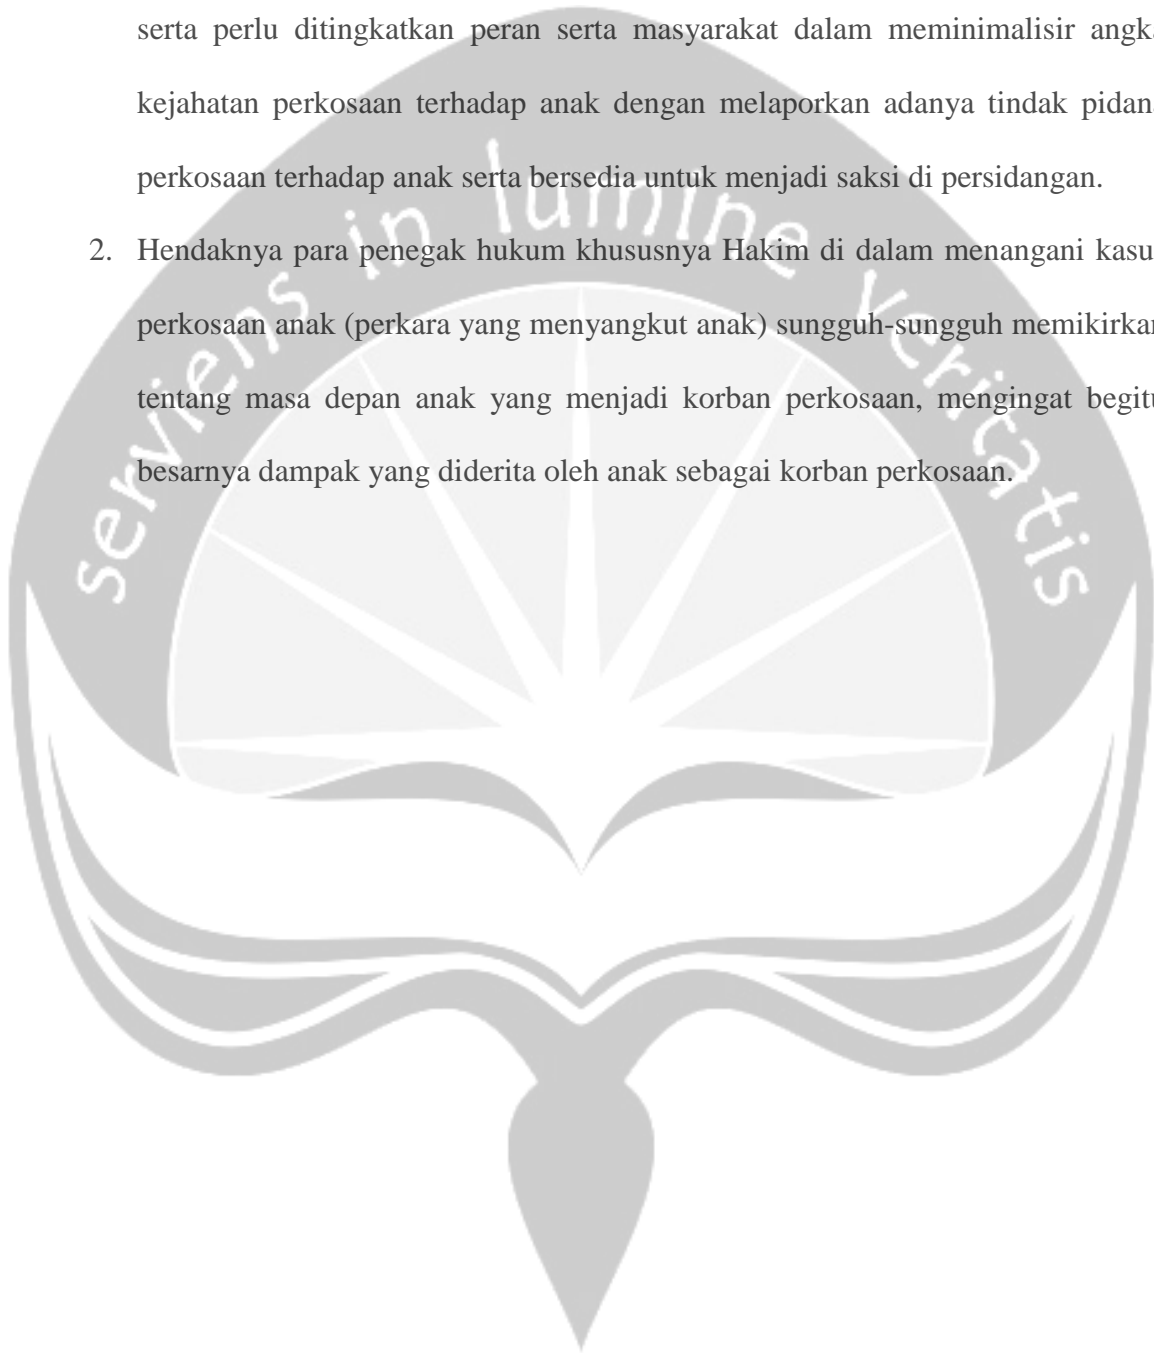 serta perlu ditingkatkan peran serta masyarakat dalam meminimalisir angka
kejahatan perkosaan terhadap anak dengan melaporkan adanya tindak pidana
perkosaan terhadap anak serta bersedia untuk menjadi saksi di persidangan.
2. Hendaknya para penegak hukum khususnya Hakim di dalam menangani kasu
perkosaan anak (perkara yang menyangkut anak) sungguh-sungguh memikirkan
tentang masa depan anak yang menjadi korban perkosaan, mengingat begitu
besarnya dampak yang diderita oleh anak sebagai korban perkosaan.
serviens in lumine veritatis